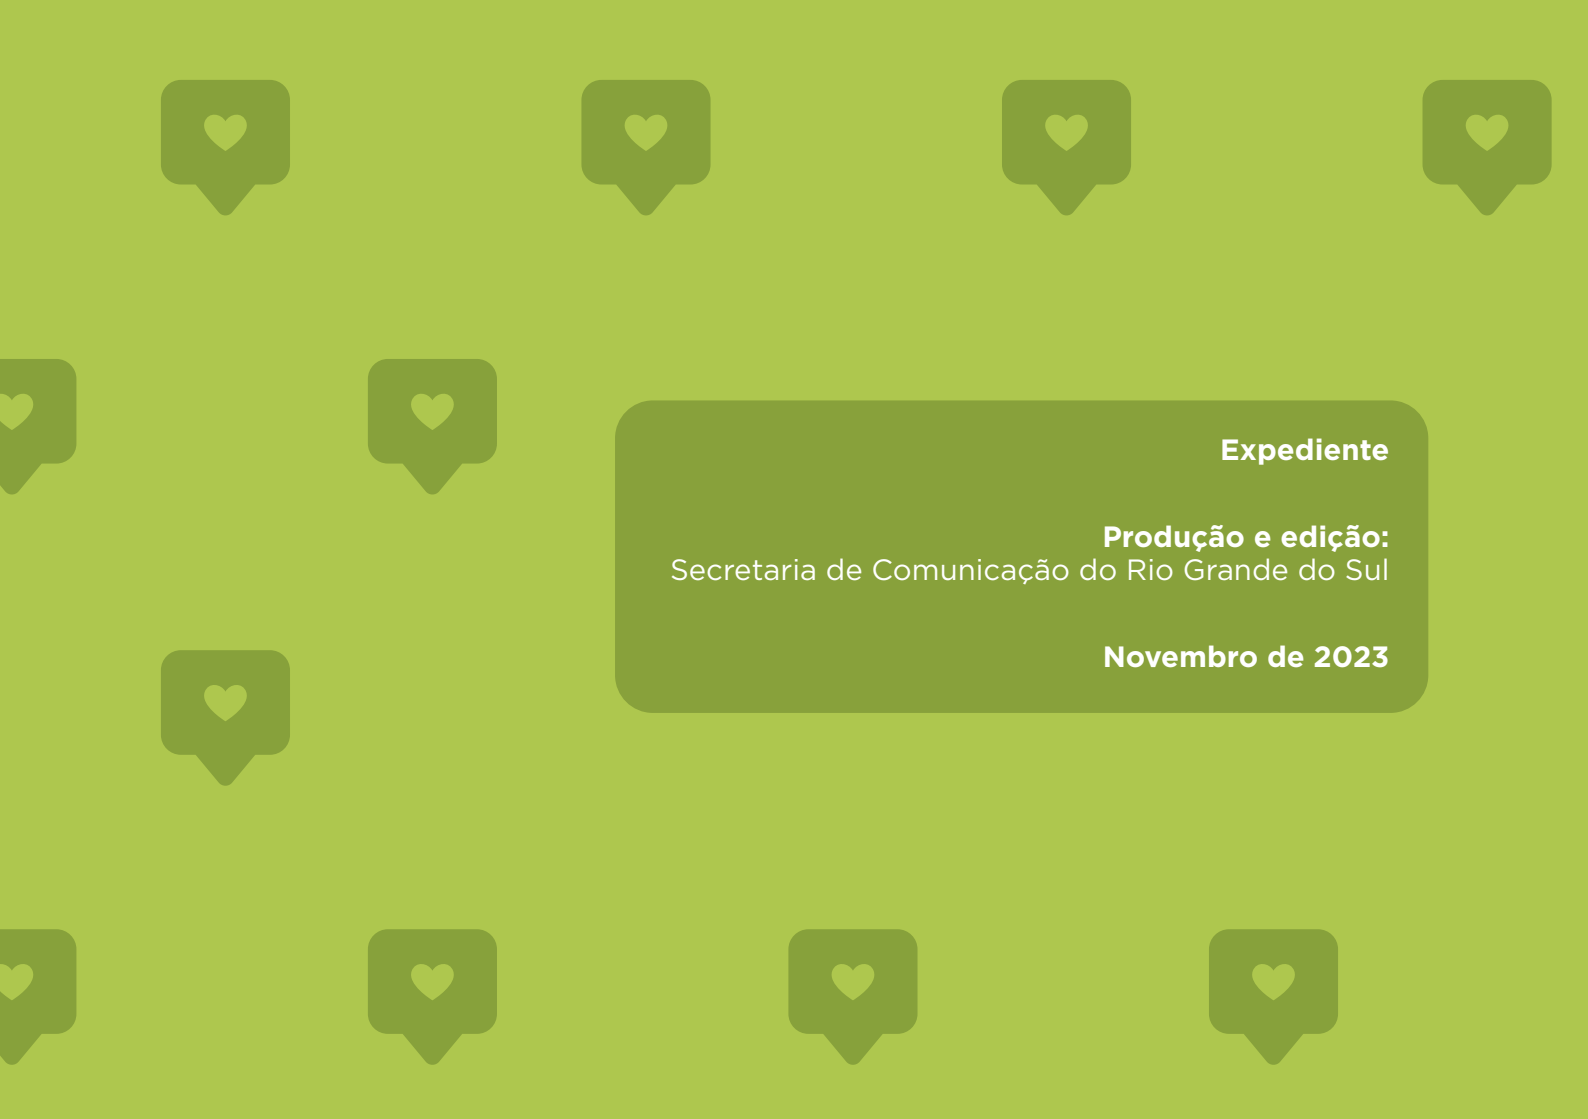 Expediente
Produção e edição:
Secretaria de Comunicação do Rio Grande do Sul
Novembro de 2023